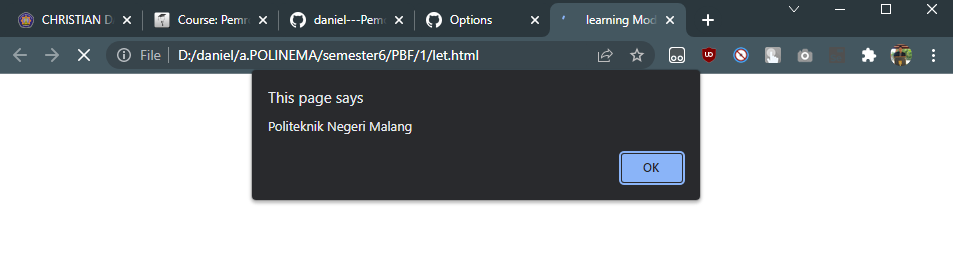 CHRISTIAN D
Course: Pemr
daniel---Pem
Options
learning Mod
File
D:/daniel/a.POLINEMA/semester6/PBF/1/let.html
This page says
Politeknik Negeri Malang
OK